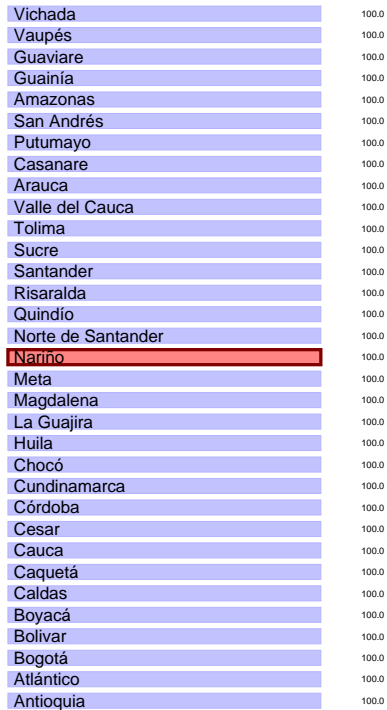 Vichada 100.0
Vaupés 100.0
Guaviare 100.0
Guainía 100.0
Amazonas 100.0
San Andrés 100.0
Putumayo 100.0
Casanare 100.0
Arauca 100.0
Valle del Cauca 100.0
Tolima 100.0
Sucre 100.0
Santander 100.0
Risaralda 100.0
Quindío 100.0
Norte de Santander 100.0
Nariño 100.0
Meta 100.0
Magdalena 100.0
La Guajira 100.0
Huila 100.0
Chocó 100.0
Cundinamarca 100.0
Córdoba 100.0
Cesar 100.0
Cauca 100.0
Caquetá 100.0
Caldas 100.0
Boyacá 100.0
Bolivar 100.0
Bogotá 100.0
Atlántico 100.0
Antioquia 100.0